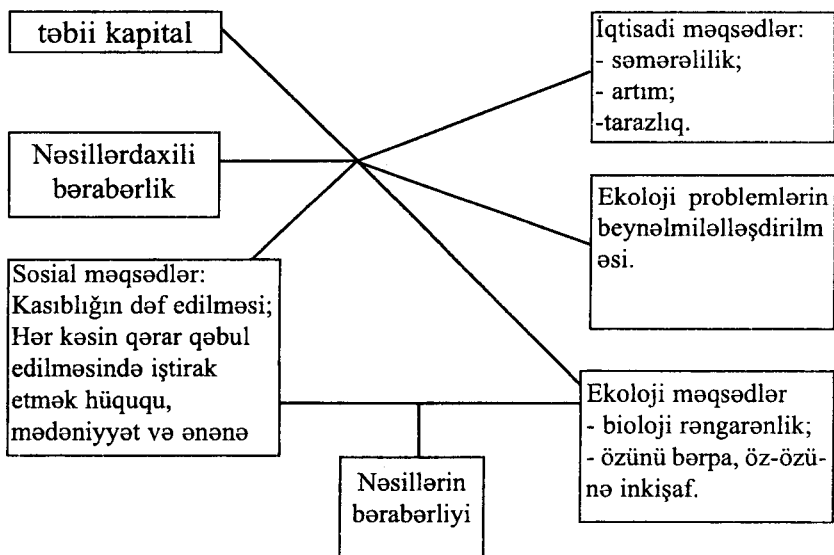 təbii kapital
Nəsillərdaxili
bərabərlik
Sosial məqsədlər:
Kasıblığın dəf edilməsi;
Hər kəsin qərar qəbul
edilməsində iştirak
etmək hüququ,
mədəniyyət və ənənə
Nəsillərin
bərabərliyi
İqtisadi məqsədlər:
- səmərəlilik;
- artım;
-tarazlıq.
Ekoloji problemlərin
beynəlmiləlləşdirilm
əsi.
Ekoloji məqsədlər
- bioloji rəngarənlik;
- özünü bərpa, öz-özü-
nə inkişaf.